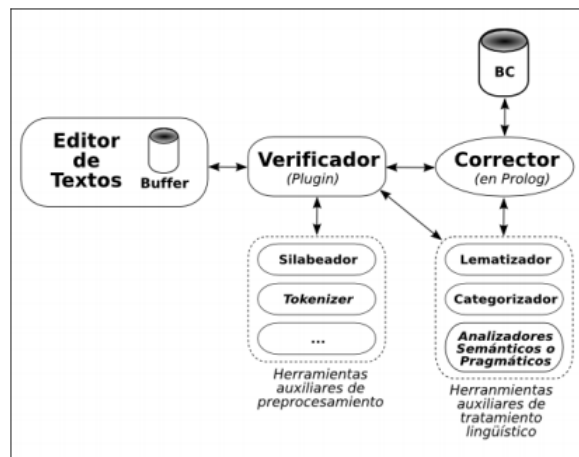 BC
Editor
de
Textos
Buffer
Verificador
(Plugin)
Corrector
(en Prolog)
Silabeador
Tokenizer
...
Herramientas
auxiliares de
preprocesamiento
Lematizador
Categorizador
Analizadores
Semánticos o
Pragmáticos
Herranmientas
auxiliares de
tratamiento
lingüístico